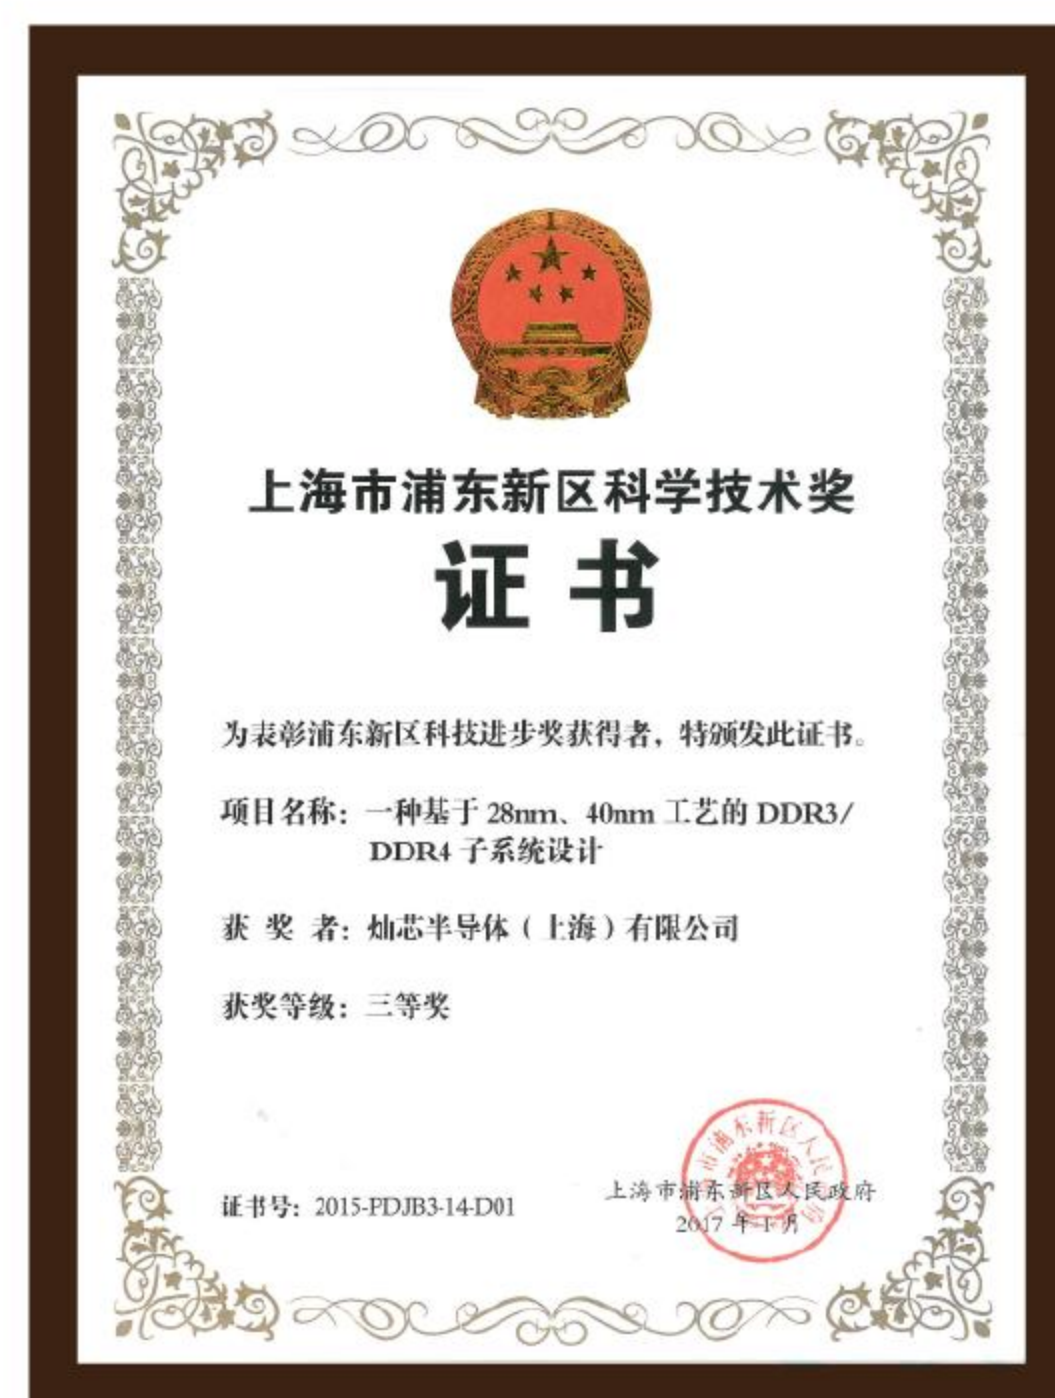 上海市浦东新区科学技术奖
证书
为表彰浦东新区科技进步奖获得者，特颁发此证书。
项目名称：一种基于 28nm、40nm 工艺的 DDR3/
DDR4 子系统设计
获 奖 者：灿芯半导体（上海）有限公司
获奖等级：三等奖
证书号：2015-PDJB3-14-D01
上海市浦东新区人民政府
2017 年 1 月